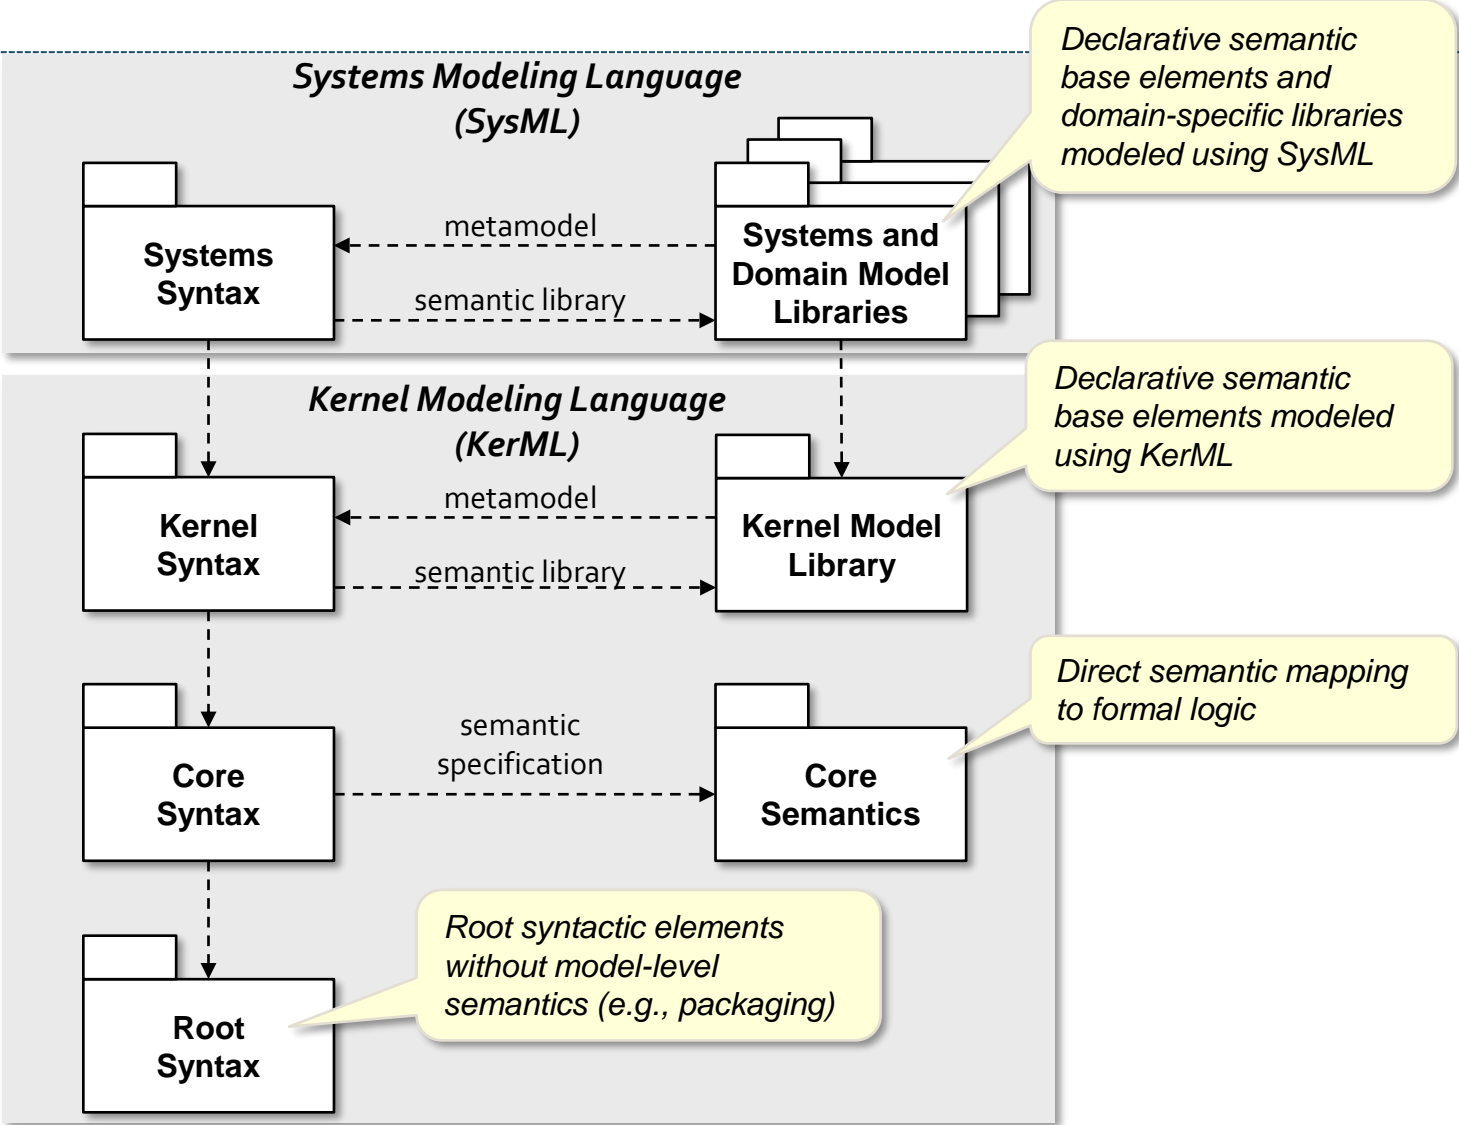 Systems Modeling Language
(SysML)
Declarative semantic
base elements and
domain-specific libraries
modeled using SysML
Systems
Syntax
metamodel
semantic library
Systems and
Domain Model
Libraries
Kernel Modeling Language
(KerML)
Declarative semantic
base elements modeled
using KerML
Kernel
Syntax
metamodel
semantic library
Kernel Model
Library
Core
Syntax
semantic
specification
Core
Semantics
Direct semantic mapping
to formal logic
Root
Syntax
Root syntactic elements
without model-level
semantics (e.g., packaging)